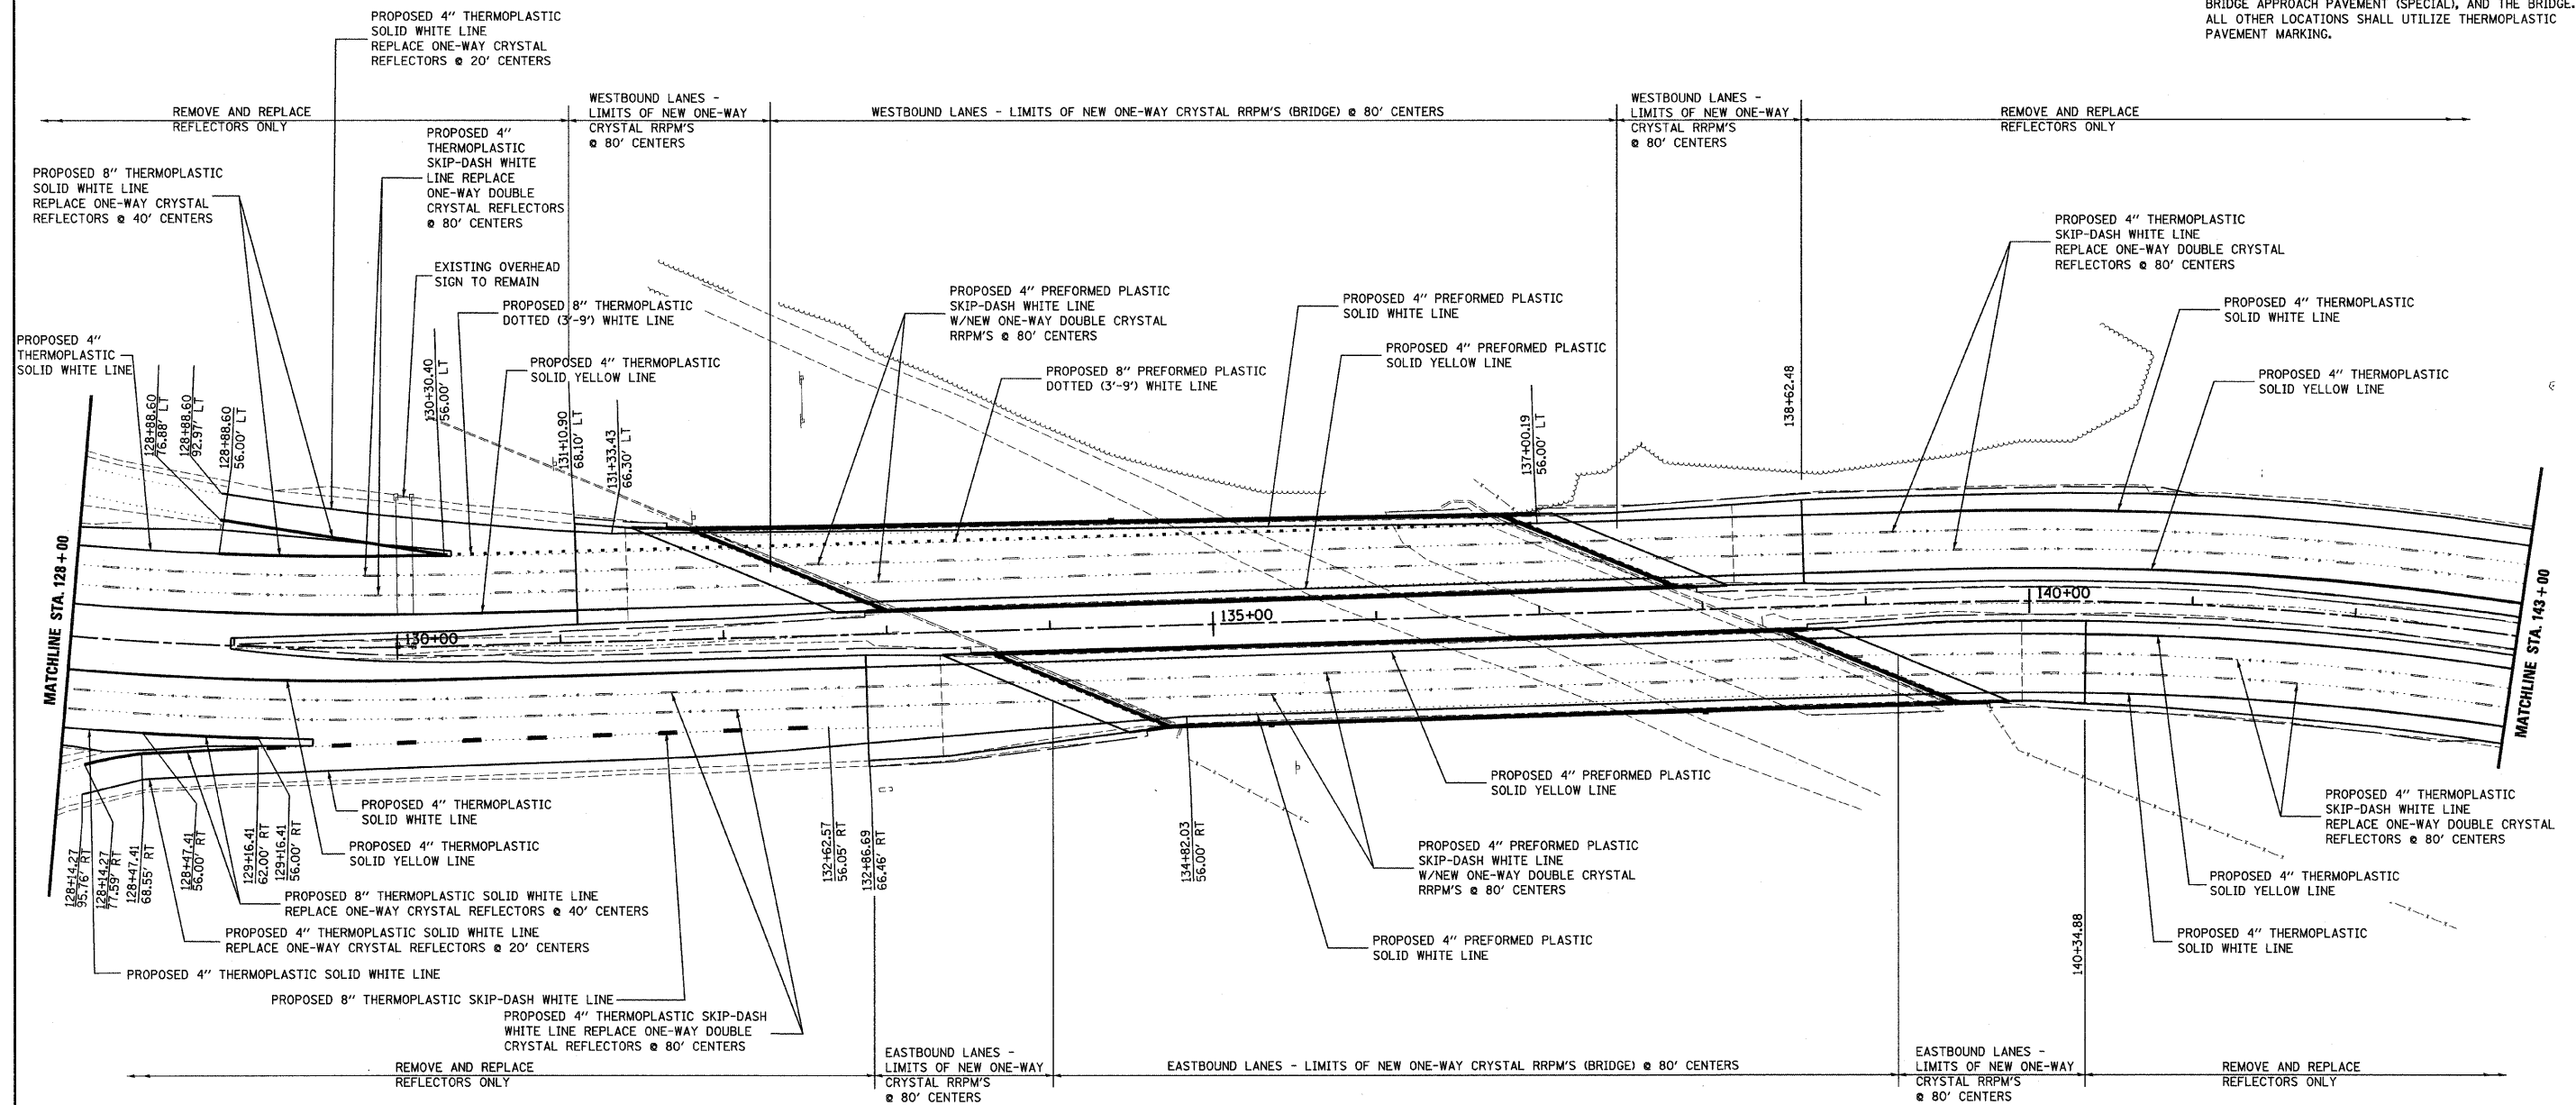 BRIDGE APPROACH PAVEMENT (SPECIAL), AND THE BRIDGE.
ALL OTHER LOCATIONS SHALL UTILIZE THERMOPLASTIC
PAVEMENT MARKING.
PROPOSED 4" THERMOPLASTIC
SOLID WHITE LINE
REPLACE ONE-WAY CRYSTAL
REFLECTORS @ 20' CENTERS
REMOVE AND REPLACE
REFLECTORS ONLY
WESTBOUND LANES -
LIMITS OF NEW ONE-WAY
CRYSTAL RRPM'S
@ 80' CENTERS
WESTBOUND LANES - LIMITS OF NEW ONE-WAY CRYSTAL RRPM'S (BRIDGE) @ 80' CENTERS
WESTBOUND LANES -
LIMITS OF NEW ONE-WAY
CRYSTAL RRPM'S
@ 80' CENTERS
REMOVE AND REPLACE
REFLECTORS ONLY
PROPOSED 4"
THERMOPLASTIC
SKIP-DASH WHITE
LINE REPLACE
ONE-WAY DOUBLE
CRYSTAL REFLECTORS
@ 80' CENTERS
PROPOSED 8" THERMOPLASTIC
SOLID WHITE LINE
REPLACE ONE-WAY CRYSTAL
REFLECTORS @ 40' CENTERS
EXISTING OVERHEAD
SIGN TO REMAIN
PROPOSED 8" THERMOPLASTIC
DOTTED (3'-9') WHITE LINE
PROPOSED 4" PREFORMED PLASTIC
SKIP-DASH WHITE LINE
W/NEW ONE-WAY DOUBLE CRYSTAL
RRPM'S @ 80' CENTERS
PROPOSED 4" PREFORMED PLASTIC
SOLID WHITE LINE
PROPOSED 4" THERMOPLASTIC
SKIP-DASH WHITE LINE
REPLACE ONE-WAY DOUBLE CRYSTAL
REFLECTORS @ 80' CENTERS
PROPOSED 4" THERMOPLASTIC
SOLID WHITE LINE
PROPOSED 4"
THERMOPLASTIC
SOLID WHITE LINE
PROPOSED 4" THERMOPLASTIC
SOLID YELLOW LINE
PROPOSED 8" PREFORMED PLASTIC
DOTTED (3'-9') WHITE LINE
PROPOSED 4" PREFORMED PLASTIC
SOLID YELLOW LINE
PROPOSED 4" THERMOPLASTIC
SOLID YELLOW LINE
128+88.60
76.88' LT
128+88.60
92.97' LT
128+88.60
56.00' LT
130+30.40
56.00' LT
131+10.90
68.10' LT
131+33.43
66.30' LT
137+00.19
56.00' LT
138+62.48
MATCHLINE STA. 128+00
130+00
135+00
140+00
MATCHLINE STA. 143+00
128+14.27
95.76' RT
128+14.27
77.59' RT
128+47.41
68.55' RT
128+47.41
56.00' RT
129+16.41
62.00' RT
129+16.41
56.00' RT
132+62.57
56.05' RT
132+86.69
66.46' RT
134+82.03
56.00' RT
140+34.88
PROPOSED 4" THERMOPLASTIC
SOLID WHITE LINE
PROPOSED 4" THERMOPLASTIC
SOLID YELLOW LINE
PROPOSED 8" THERMOPLASTIC SOLID WHITE LINE
REPLACE ONE-WAY CRYSTAL REFLECTORS @ 40' CENTERS
PROPOSED 4" THERMOPLASTIC SOLID WHITE LINE
REPLACE ONE-WAY CRYSTAL REFLECTORS @ 20' CENTERS
PROPOSED 4" THERMOPLASTIC SOLID WHITE LINE
PROPOSED 8" THERMOPLASTIC SKIP-DASH WHITE LINE
PROPOSED 4" THERMOPLASTIC SKIP-DASH
WHITE LINE REPLACE ONE-WAY DOUBLE
CRYSTAL REFLECTORS @ 80' CENTERS
PROPOSED 4" PREFORMED PLASTIC
SOLID YELLOW LINE
PROPOSED 4" PREFORMED PLASTIC
SKIP-DASH WHITE LINE
W/NEW ONE-WAY DOUBLE CRYSTAL
RRPM'S @ 80' CENTERS
PROPOSED 4" PREFORMED PLASTIC
SOLID WHITE LINE
PROPOSED 4" THERMOPLASTIC
SKIP-DASH WHITE LINE
REPLACE ONE-WAY DOUBLE CRYSTAL
REFLECTORS @ 80' CENTERS
PROPOSED 4" THERMOPLASTIC
SOLID YELLOW LINE
PROPOSED 4" THERMOPLASTIC
SOLID WHITE LINE
REMOVE AND REPLACE
REFLECTORS ONLY
EASTBOUND LANES -
LIMITS OF NEW ONE-WAY
CRYSTAL RRPM'S
@ 80' CENTERS
EASTBOUND LANES - LIMITS OF NEW ONE-WAY CRYSTAL RRPM'S (BRIDGE) @ 80' CENTERS
EASTBOUND LANES -
LIMITS OF NEW ONE-WAY
CRYSTAL RRPM'S
@ 80' CENTERS
REMOVE AND REPLACE
REFLECTORS ONLY